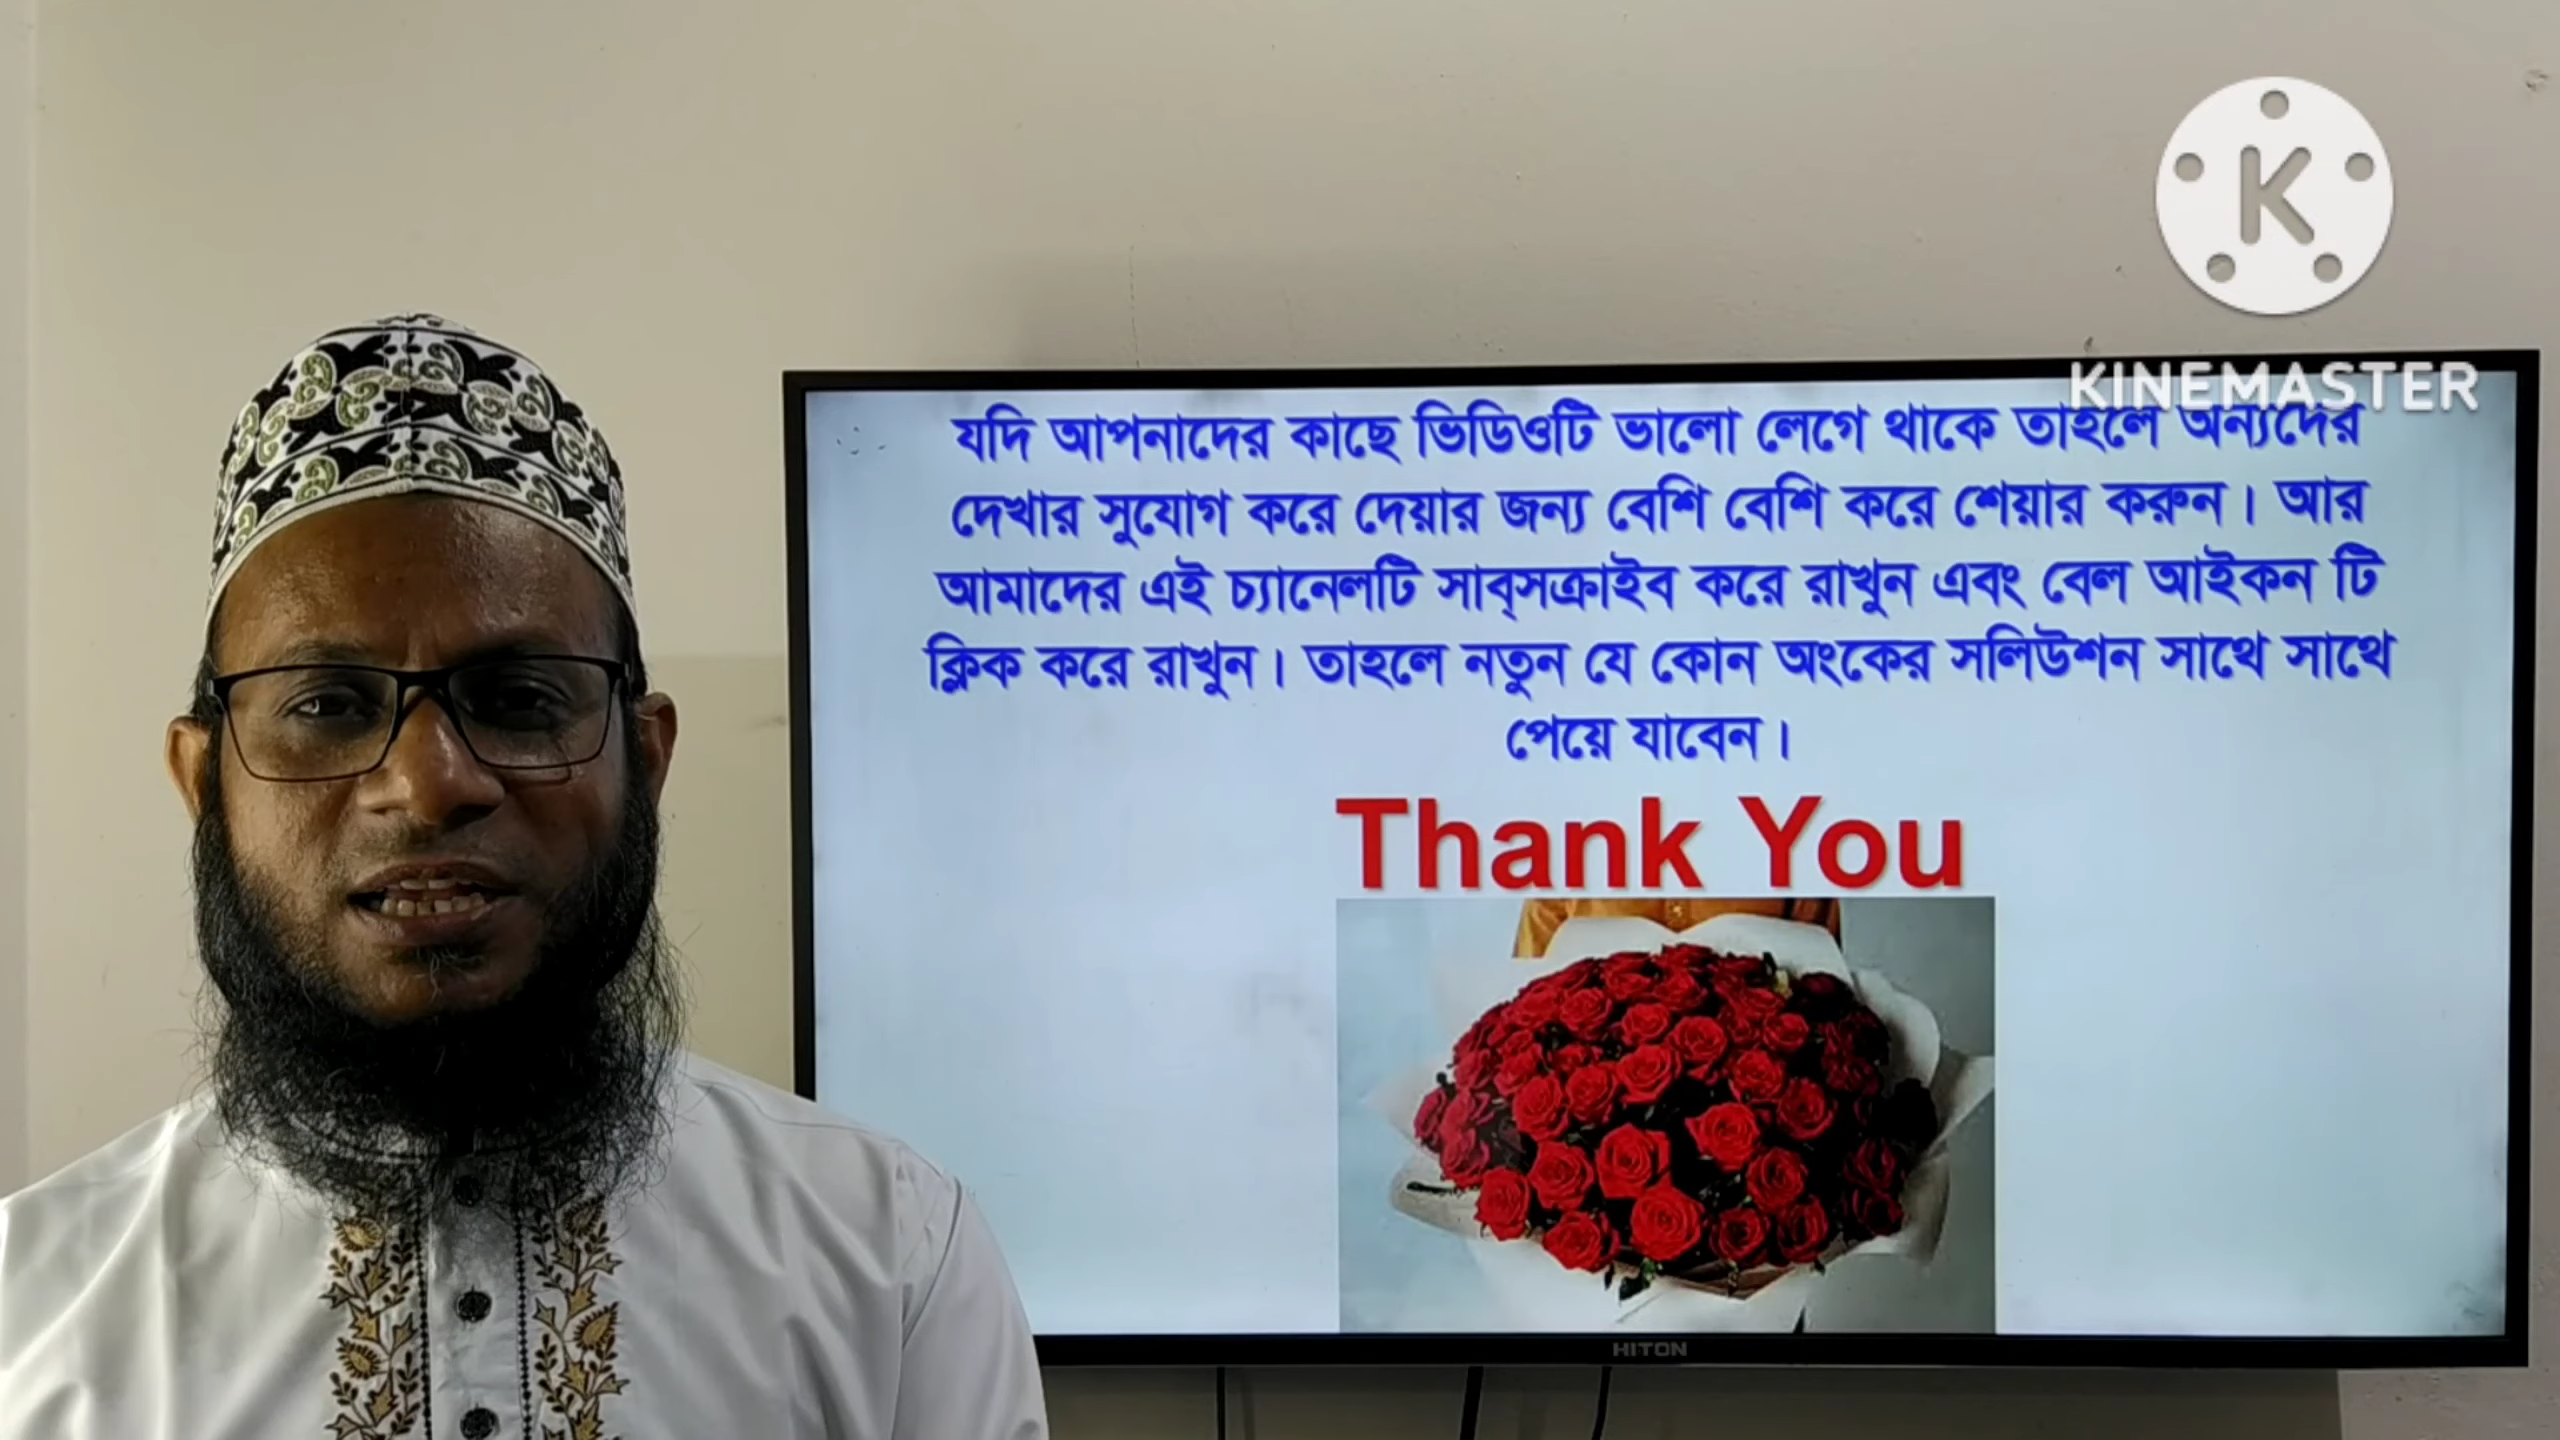 K
KINEMASTER
যদি আপনাদের কাছে ভিডিওটি ভালো লেগে থাকে তাহলে অন্যদের
দেখার সুযোগ করে দেয়ার জন্য বেশি বেশি করে শেয়ার করুন। আর
আমাদের এই চ্যানেলটি সাব্সক্রাইব করে রাখুন এবং বেল আইকন টি
ক্লিক করে রাখুন। তাহলে নতুন যে কোন অংকের সলিউশন সাথে সাথে
পেয়ে যাবেন।
Thank You
HITON